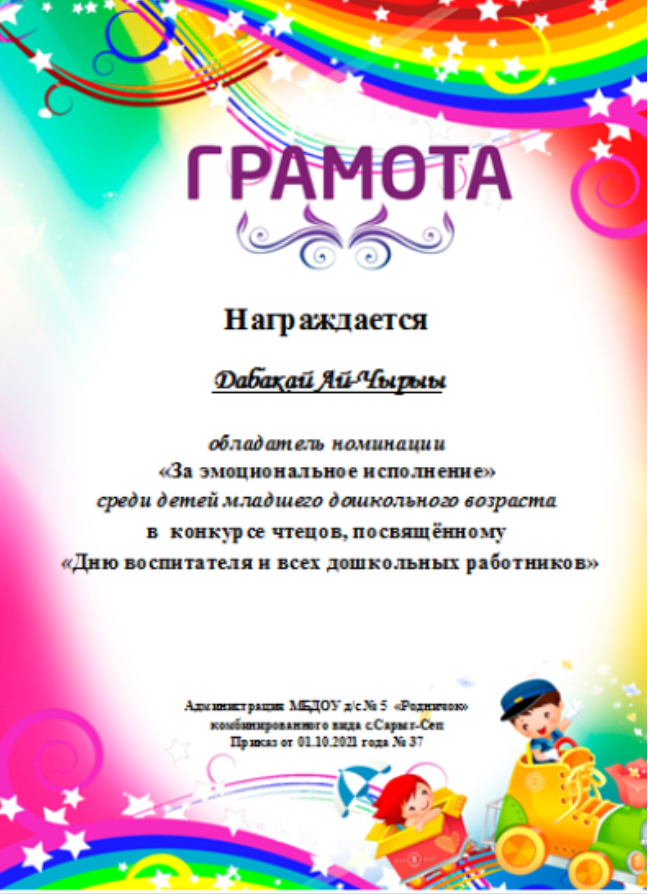 ГРАМОТА
Награждается
Дабакай Ай-Чырыы
обладатель номинации
«За эмоциональное исполнение»
среди детей младшего дошкольного возраста
в конкурсе чтецов, посвящённому
«Дню воспитателя и всех дошкольных работников»
Администрация МБДОУ д/с № 5 «Родничок»
комбинированного вида с.Сарыг-Сеп
Приказ от 01.10.2021 года № 37